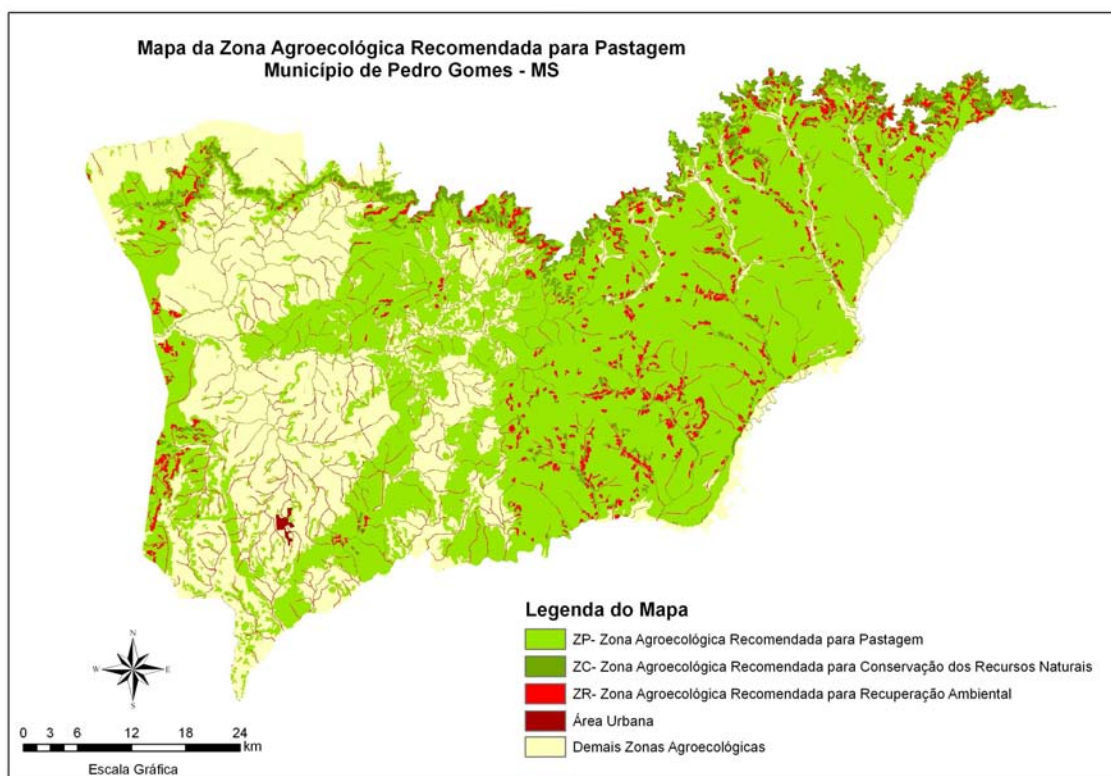 Mapa da Zona Agroecológica Recomendada para Pastagem
Município de Pedro Gomes - MS
Legenda do Mapa
ZP- Zona Agroecológica Recomendada para Pastagem
ZC- Zona Agroecológica Recomendada para Conservação dos Recursos Naturais
ZR- Zona Agroecológica Recomendada para Recuperação Ambiental
Área Urbana
Demais Zonas Agroecológicas
N
W E
S
0 3 6 12 18 24
km
Escala Gráfica